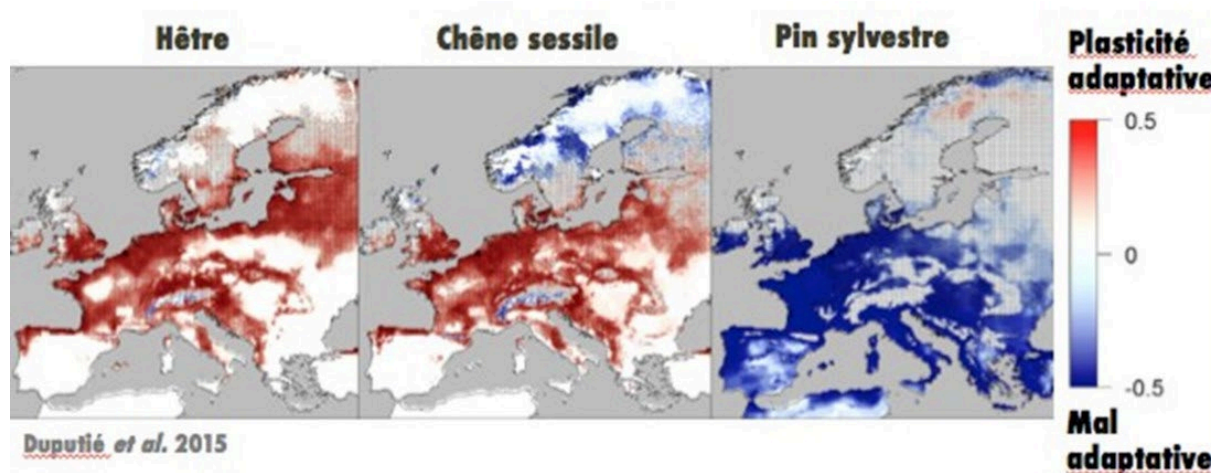 Hêtre
Chêne sessile
Pin sylvestre
Plasticité
adaptative
0.5
0
-0.5
Mal
adaptative
Duputié et al. 2015